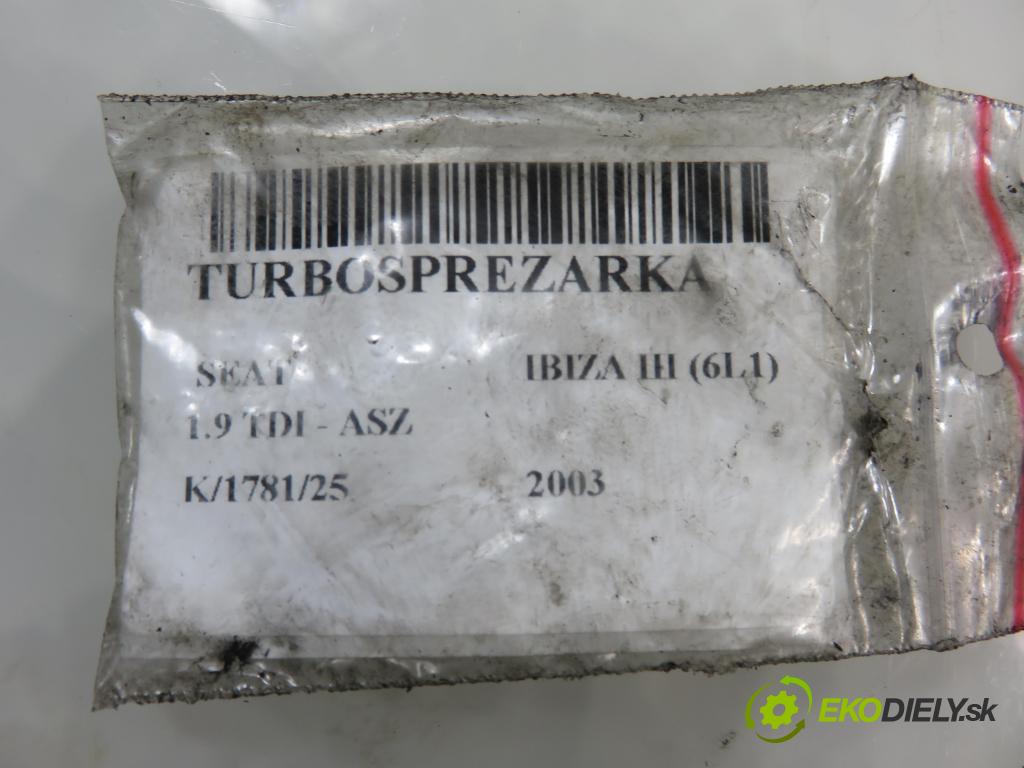 TURBOSPREZARKA
SEAT IBIZA III (6L1)
1.9 TDI - ASZ
K/1781/25 2003
EKODIELY.sk